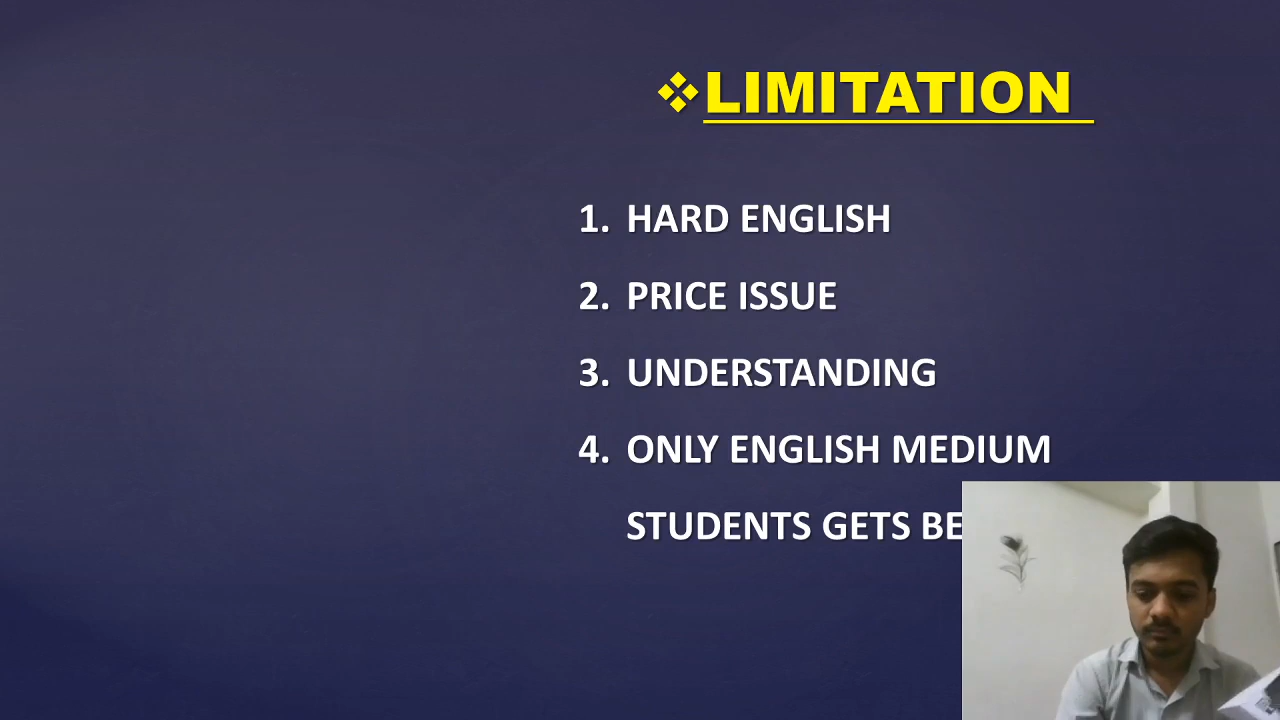 ❖LIMITATION
1. HARD ENGLISH
2. PRICE ISSUE
3. UNDERSTANDING
4. ONLY ENGLISH MEDIUM
STUDENTS GETS